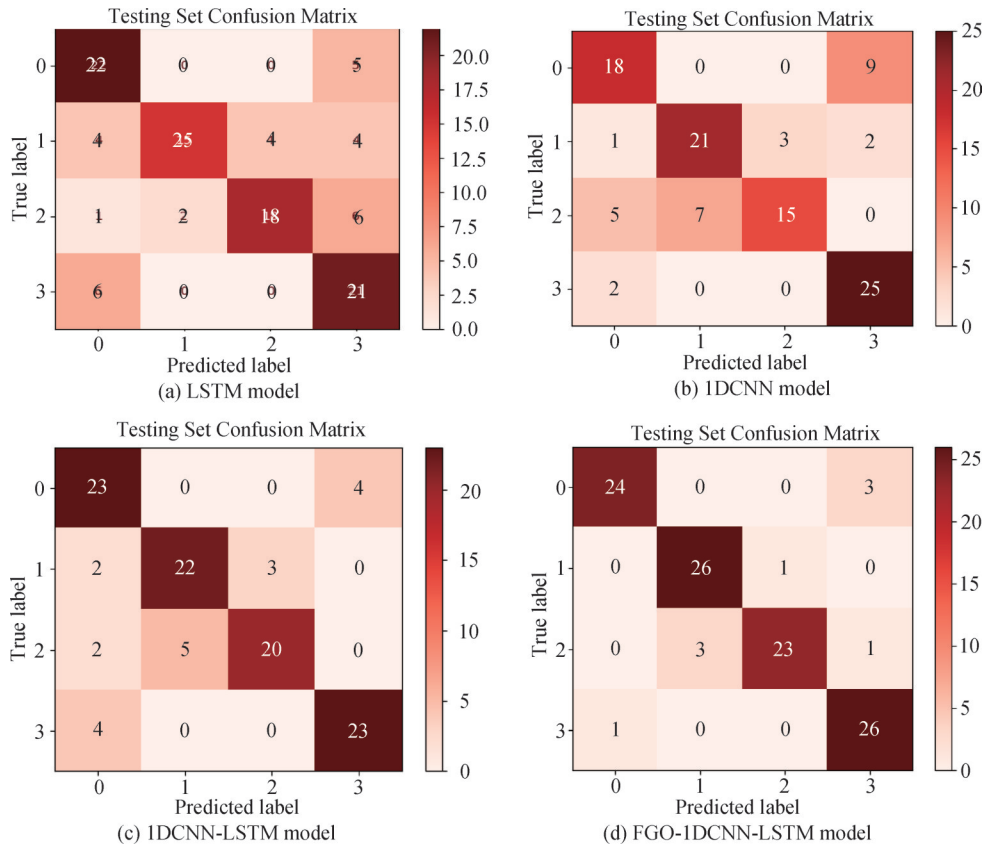 Testing Set Confusion Matrix
0 22 0 0 5
1 4 25 4 4
2 1 2 18 6
3 6 0 0 21
0 1 2 3
True label
Predicted label
20.0
17.5
15.0
12.5
10.0
7.5
5.0
2.5
0.0
(a) LSTM model
Testing Set Confusion Matrix
0 18 0 0 9
1 1 21 3 2
2 5 7 15 0
3 2 0 0 25
0 1 2 3
True label
Predicted label
25
20
15
10
5
0
(b) 1DCNN model
Testing Set Confusion Matrix
0 23 0 0 4
1 2 22 3 0
2 2 5 20 0
3 4 0 0 23
0 1 2 3
True label
Predicted label
20
15
10
5
0
(c) 1DCNN-LSTM model
Testing Set Confusion Matrix
0 24 0 0 3
1 0 26 1 0
2 0 3 23 1
3 1 0 0 26
0 1 2 3
True label
Predicted label
25
20
15
10
5
0
(d) FGO-1DCNN-LSTM model